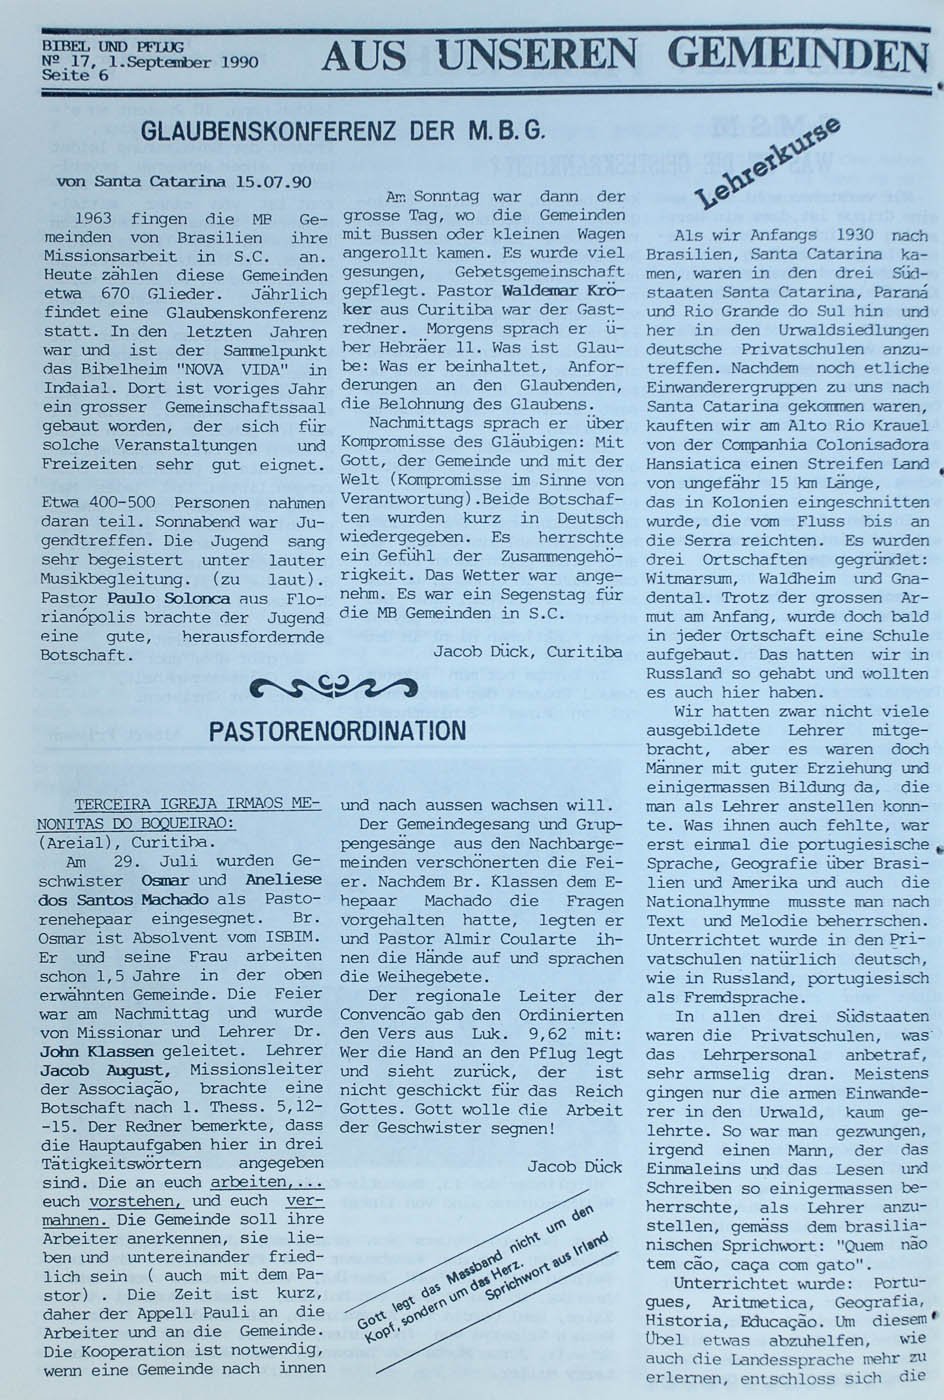 BIBEL UND PFLUG
Nº 17, 1.September 1990
Seite 6
AUS UNSEREN GEMEINDEN
GLAUBENSKONFERENZ DER M.B.G.
von Santa Catarina 15.07.90
1963 fingen die MB Ge-
meinden von Brasilien ihre
Missionsarbeit in S.C. an.
Heute zählen diese Gemeinden
etwa 670 Glieder. Jährlich
findet eine Glaubenskonferenz
statt. In den letzten Jahren
war und ist der Sammelpunkt
das Bibelheim "NOVA VIDA" in
Indaial. Dort ist voriges Jahr
ein grosser Gemeinschaftssaal
gebaut worden, der sich für
solche Veranstaltungen und
Freizeiten sehr gut eignet.
Etwa 400-500 Personen nahmen
daran teil. Sonnabend war Ju-
gendtreffen. Die Jugend sang
sehr begeistert unter lauter
Musikbegleitung. (zu laut).
Pastor Paulo Solonca aus Flo-
rianópolis brachte der Jugend
eine gute, herausfordernde
Botschaft.
Am Sonntag war dann der
grosse Tag, wo die Gemeinden
mit Bussen oder kleinen Wagen
angerollt kamen. Es wurde viel
gesungen, Gebetsgemeinschaft
gepflegt. Pastor Waldemar Krö-
ker aus Curitiba war der Gast-
redner. Morgens sprach er ü-
ber Hebräer 11. Was ist Glau-
be: Was er beinhaltet, Anfor-
derungen an den Glaubenden,
die Belohnung des Glaubens.
Nachmittags sprach er über
Kompromisse des Gläubigen: Mit
Gott, der Gemeinde und mit der
Welt (Kompromisse im Sinne von
Verantwortung).Beide Botschaf-
ten wurden kurz in Deutsch
wiedergegeben. Es herrschte
ein Gefühl der Zusammengehö-
rigkeit. Das Wetter war ange-
nehm. Es war ein Segenstag für
die MB Gemeinden in S.C.
Jacob Dück, Curitiba
PASTORENORDINATION
TERCEIRA IGREJA IRMAOS ME-
NONITAS DO BOQUEIRAO:
(Areial), Curitiba.
Am 29. Juli wurden Ge-
schwister Osmar und Aneliese
dos Santos Machado als Pasto-
renehepaar eingesegnet. Br.
Osmar ist Absolvent vom ISBIM.
Er und seine Frau arbeiten
schon 1,5 Jahre in der oben
erwähnten Gemeinde. Die Feier
war am Nachmittag und wurde
von Missionar und Lehrer Dr.
John Klassen geleitet. Lehrer
Jacob August, Missionsleiter
der Associação, brachte eine
Botschaft nach 1. Thess. 5,12-
-15. Der Redner bemerkte, dass
die Hauptaufgaben hier in drei
Tätigkeitswörtern angegeben
sind. Die an euch arbeiten,...
euch vorstehen, und euch ver-
mahnen. Die Gemeinde soll ihre
Arbeiter anerkennen, sie lie-
ben und untereinander fried-
lich sein ( auch mit dem Pa-
stor) . Die Zeit ist kurz,
daher der Appell Pauli an die
Arbeiter und an die Gemeinde.
Die Kooperation ist notwendig,
wenn eine Gemeinde nach innen
und nach aussen wachsen will.
Der Gemeindegesang und Grup-
pengesänge aus den Nachbarge-
meinden verschönerten die Fei-
er. Nachdem Br. Klassen dem E-
hepaar Machado die Fragen
vorgehalten hatte, legten er
und Pastor Almir Coularte ih-
nen die Hände auf und sprachen
die Weihegebete.
Der regionale Leiter der
Convencão gab den Ordinierten
den Vers aus Luk. 9,62 mit:
Wer die Hand an den Pflug legt
und sieht zurück, der ist
nicht geschickt für das Reich
Gottes. Gott wolle die Arbeit
der Geschwister segnen!
Jacob Dück
Gott legt das Massband nicht um den
Kopf, sondern um das Herz.
Sprichwort aus Irland
Lehrerkurse
Als wir Anfangs 1930 nach
Brasilien, Santa Catarina ka-
men, waren in den drei Süd-
staaten Santa Catarina, Paraná
und Rio Grande do Sul hin und
her in den Urwaldsiedlungen
deutsche Privatschulen anzu-
treffen. Nachdem noch etliche
Einwanderergruppen zu uns nach
Santa Catarina gekommen waren,
kauften wir am Alto Rio Krauel
von der Companhia Colonisadora
Hansiatica einen Streifen Land
von ungefähr 15 km Länge,
das in Kolonien eingeschnitten
wurde, die vom Fluss bis an
die Serra reichten. Es wurden
drei Ortschaften gegründet:
Witmarsum, Waldheim und Gna-
dental. Trotz der grossen Ar-
mut am Anfang, wurde doch bald
in jeder Ortschaft eine Schule
aufgebaut. Das hatten wir in
Russland so gehabt und wollten
es auch hier haben.
Wir hatten zwar nicht viele
ausgebildete Lehrer mitge-
bracht, aber es waren doch
Männer mit guter Erziehung und
einigermassen Bildung da, die
man als Lehrer anstellen konn-
te. Was ihnen auch fehlte, war
erst einmal die portugiesische
Sprache, Geografie über Brasi-
lien und Amerika und auch die
Nationalhymne musste man nach
Text und Melodie beherrschen.
Unterrichtet wurde in den Pri-
vatschulen natürlich deutsch,
wie in Russland, portugiesisch
als Fremdsprache.
In allen drei Südstaaten
waren die Privatschulen, was
das Lehrpersonal anbetraf,
sehr armselig dran. Meistens
gingen nur die armen Einwande-
rer in den Urwald, kaum ge-
lehrte. So war man gezwungen,
irgend einen Mann, der das
Einmaleins und das Lesen und
Schreiben so einigermassen be-
herrschte, als Lehrer anzu-
stellen, gemäss dem brasilia-
nischen Sprichwort: "Quem não
tem cão, caça com gato".
Unterrichtet wurde: Portu-
gues, Aritmetica, Geografia,
Historia, Educação. Um diesem
Übel etwas abzuhelfen, wie
auch die Landessprache mehr zu
erlernen, entschloss sich die